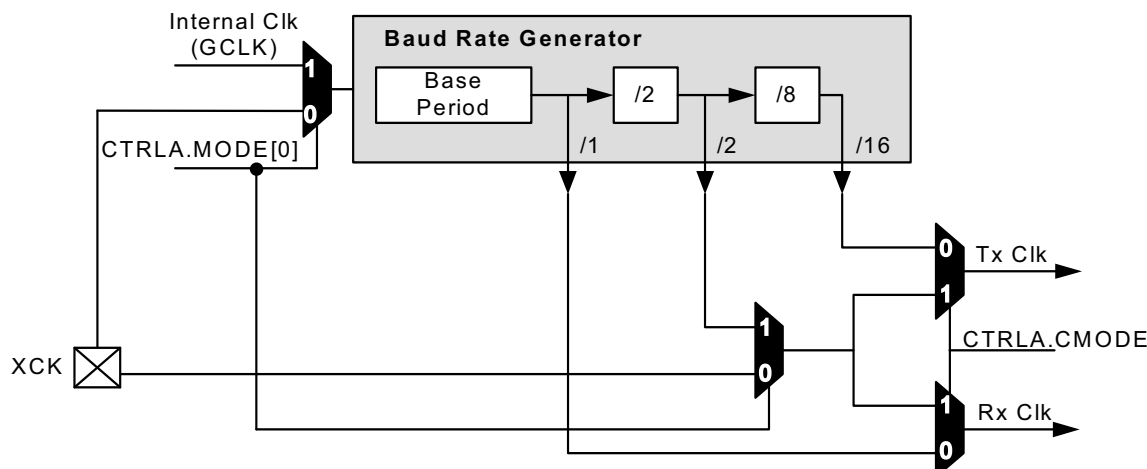 Internal Clk
(GCLK)
1
0
CTRLA.MODE[0]
Baud Rate Generator
Base
Period
/2
/8
/1
/2
/16
0
Tx Clk
1
1
CTRLA.CMODE
XCK
0
1
Rx Clk
0